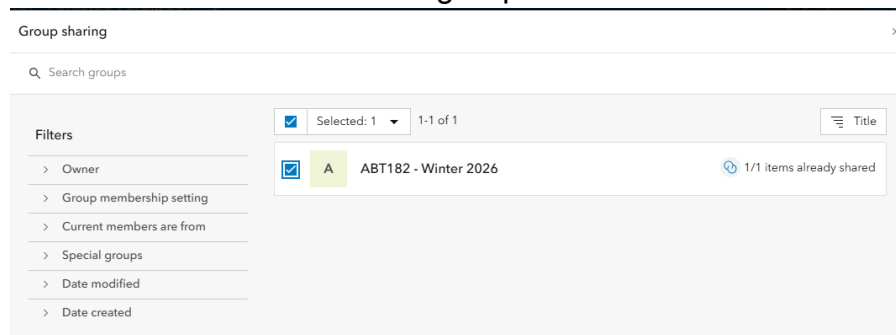 Group sharing
Search groups
Filters
Owner
Group membership setting
Current members are from
Special groups
Date modified
Date created
Selected: 1
1-1 of 1
Title
A
ABT182 - Winter 2026
1/1 items already shared